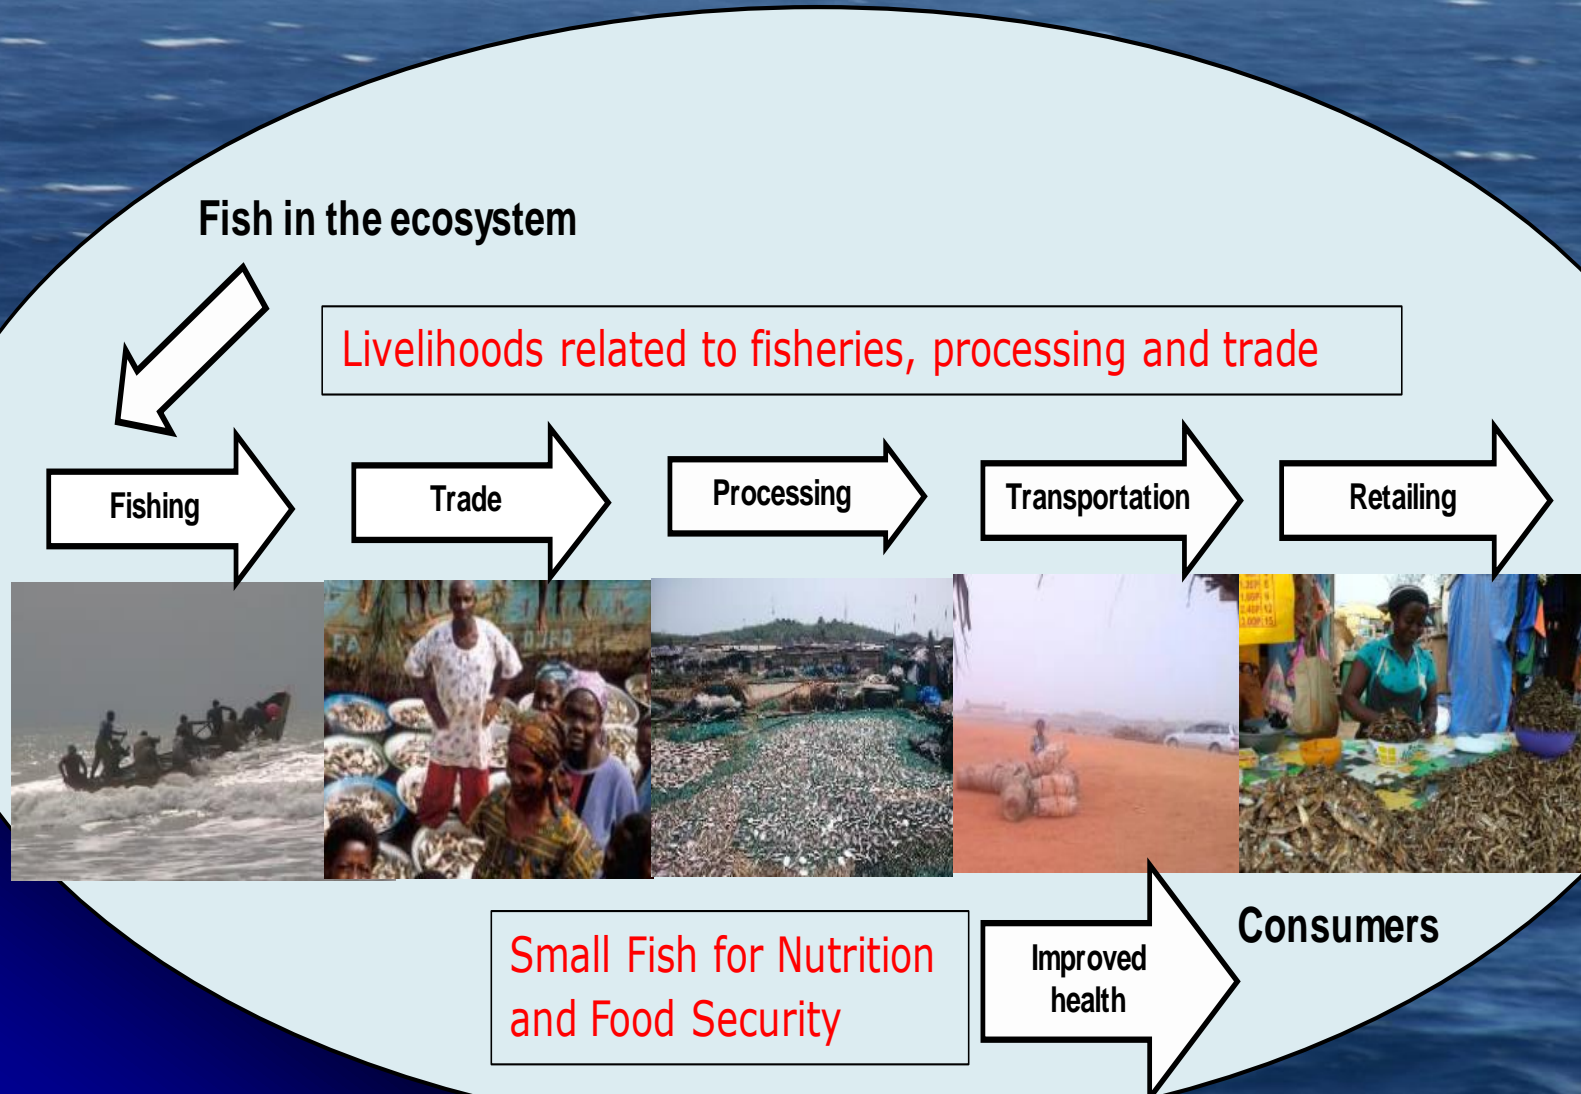 Fish in the ecosystem
Livelihoods related to fisheries, processing and trade
Fishing
Trade
Processing
Transportation
Retailing
Small Fish for Nutrition
and Food Security
Improved
health
Consumers